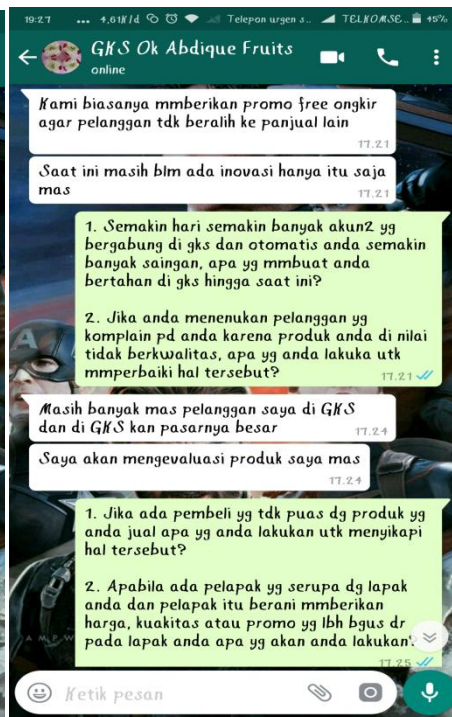 19:27 ... 4,61K/d Telepon urgen s.. TELKOMSE.. 45%
GKS Ok Abdique Fruits
online
Kami biasanya mmberikan promo free ongkir
agar pelanggan tdk beralih ke panjual lain
17.21
Saat ini masih blm ada inovasi hanya itu saja
mas
17.21
1. Semakin hari semakin banyak akun2 yg
bergabung di gks dan otomatis anda semakin
banyak saingan, apa yg mmbuat anda
bertahan di gks hingga saat ini?
2. Jika anda menenukan pelanggan yg
komplain pd anda karena produk anda di nilai
tidak berkwalitas, apa yg anda lakuka utk
mmperbaiki hal tersebut?
17.21
Masih banyak mas pelanggan saya di GKS
dan di GKS kan pasarnya besar
17.24
Saya akan mengevaluasi produk saya mas
17.24
1. Jika ada pembeli yg tdk puas dg produk yg
anda jual apa yg anda lakukan utk menyikapi
hal tersebut?
2. Apabila ada pelapak yg serupa dg lapak
anda dan pelapak itu berani mmberikan
harga, kuakitas atau promo yg lbh bgus dr
pada lapak anda apa yg akan anda lakukan?
17.25
Ketik pesan